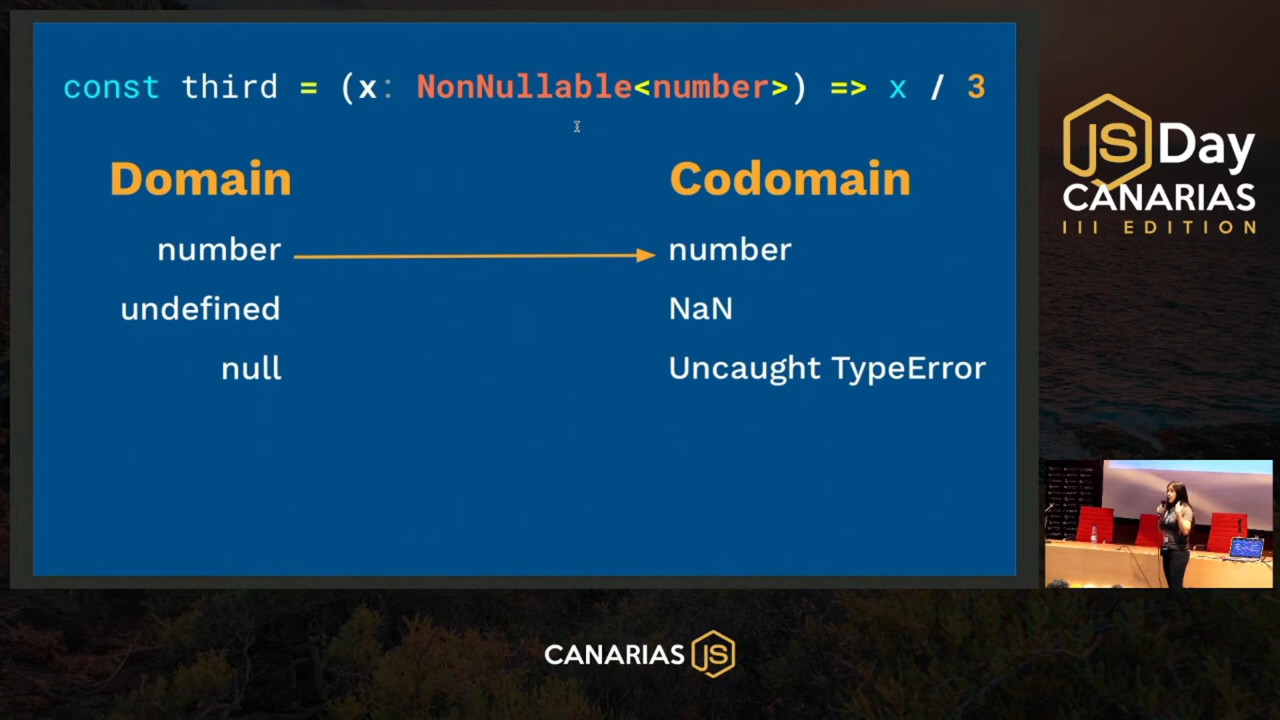 const third = (x: NonNullable<number>) => x / 3
Domain
Codomain
number
number
undefined
NaN
null
Uncaught TypeError
JS Day
CANARIAS
III EDITION
CANARIAS JS